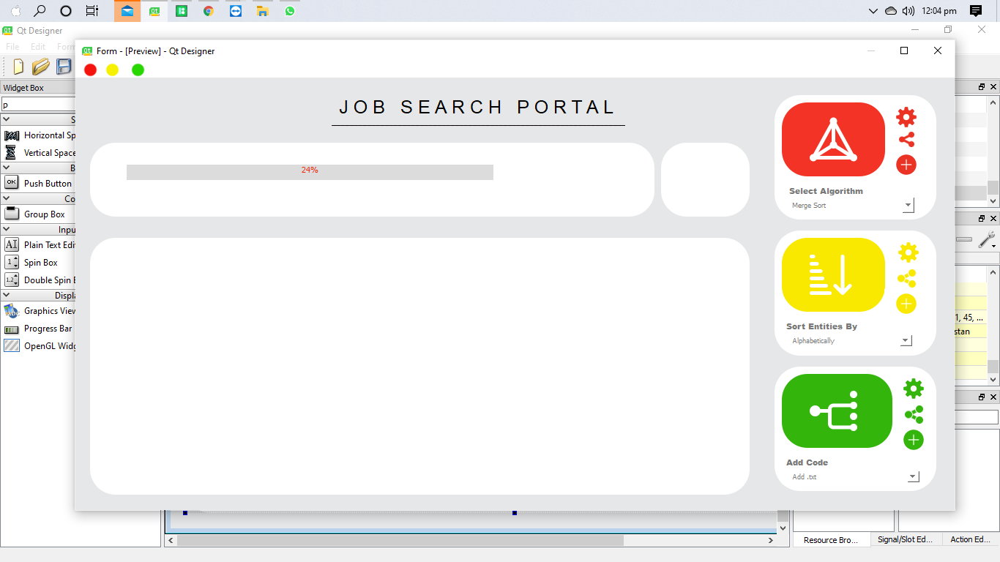 12:04 pm
Qt Designer
File Edit Form
Form - [Preview] - Qt Designer
Widget Box
p
Horizontal Sp
Vertical Space
Push Button
Co
Group Box
Inpu
Plain Text Edi
Spin Box
Double Spin B
Displa
Graphics View
Progress Bar
OpenGL Widg
JOB SEARCH PORTAL
24%
Select Algorithm
Merge Sort
Sort Entities By
Alphabetically
Add Code
Add .txt
1, 45, ...
stan
Resource Bro... Signal/Slot Ed... Action Ed...